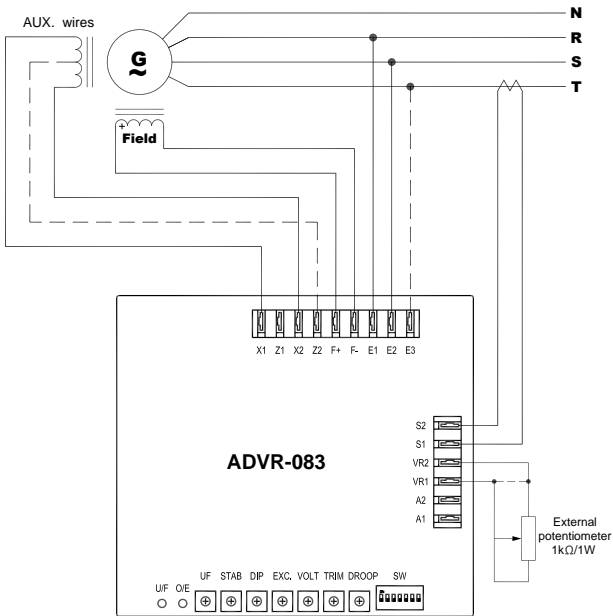 AUX. wires
N
R
S
T
G
~
+
Field
X1 Z1 X2 Z2 F+ F- E1 E2 E3
S2
S1
VR2
VR1
A2
A1
ADVR-083
External
potentiometer
1kΩ/1W
U/F O/E UF STAB DIP EXC. VOLT TRIM DROOP SW